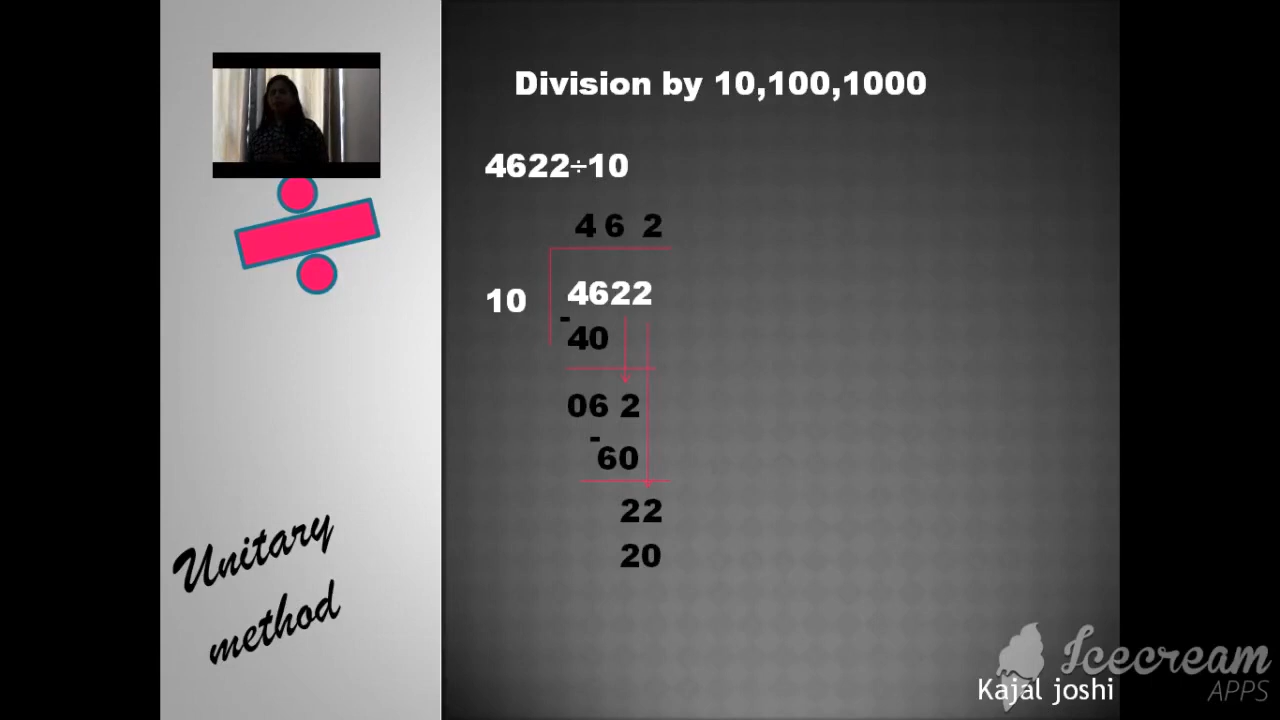 Division by 10,100,1000
4622÷10
4 6 2
10 4622
-
40
06 2
-
60
22
20
Unitary
method
Icecream
APPS
Kajal joshi